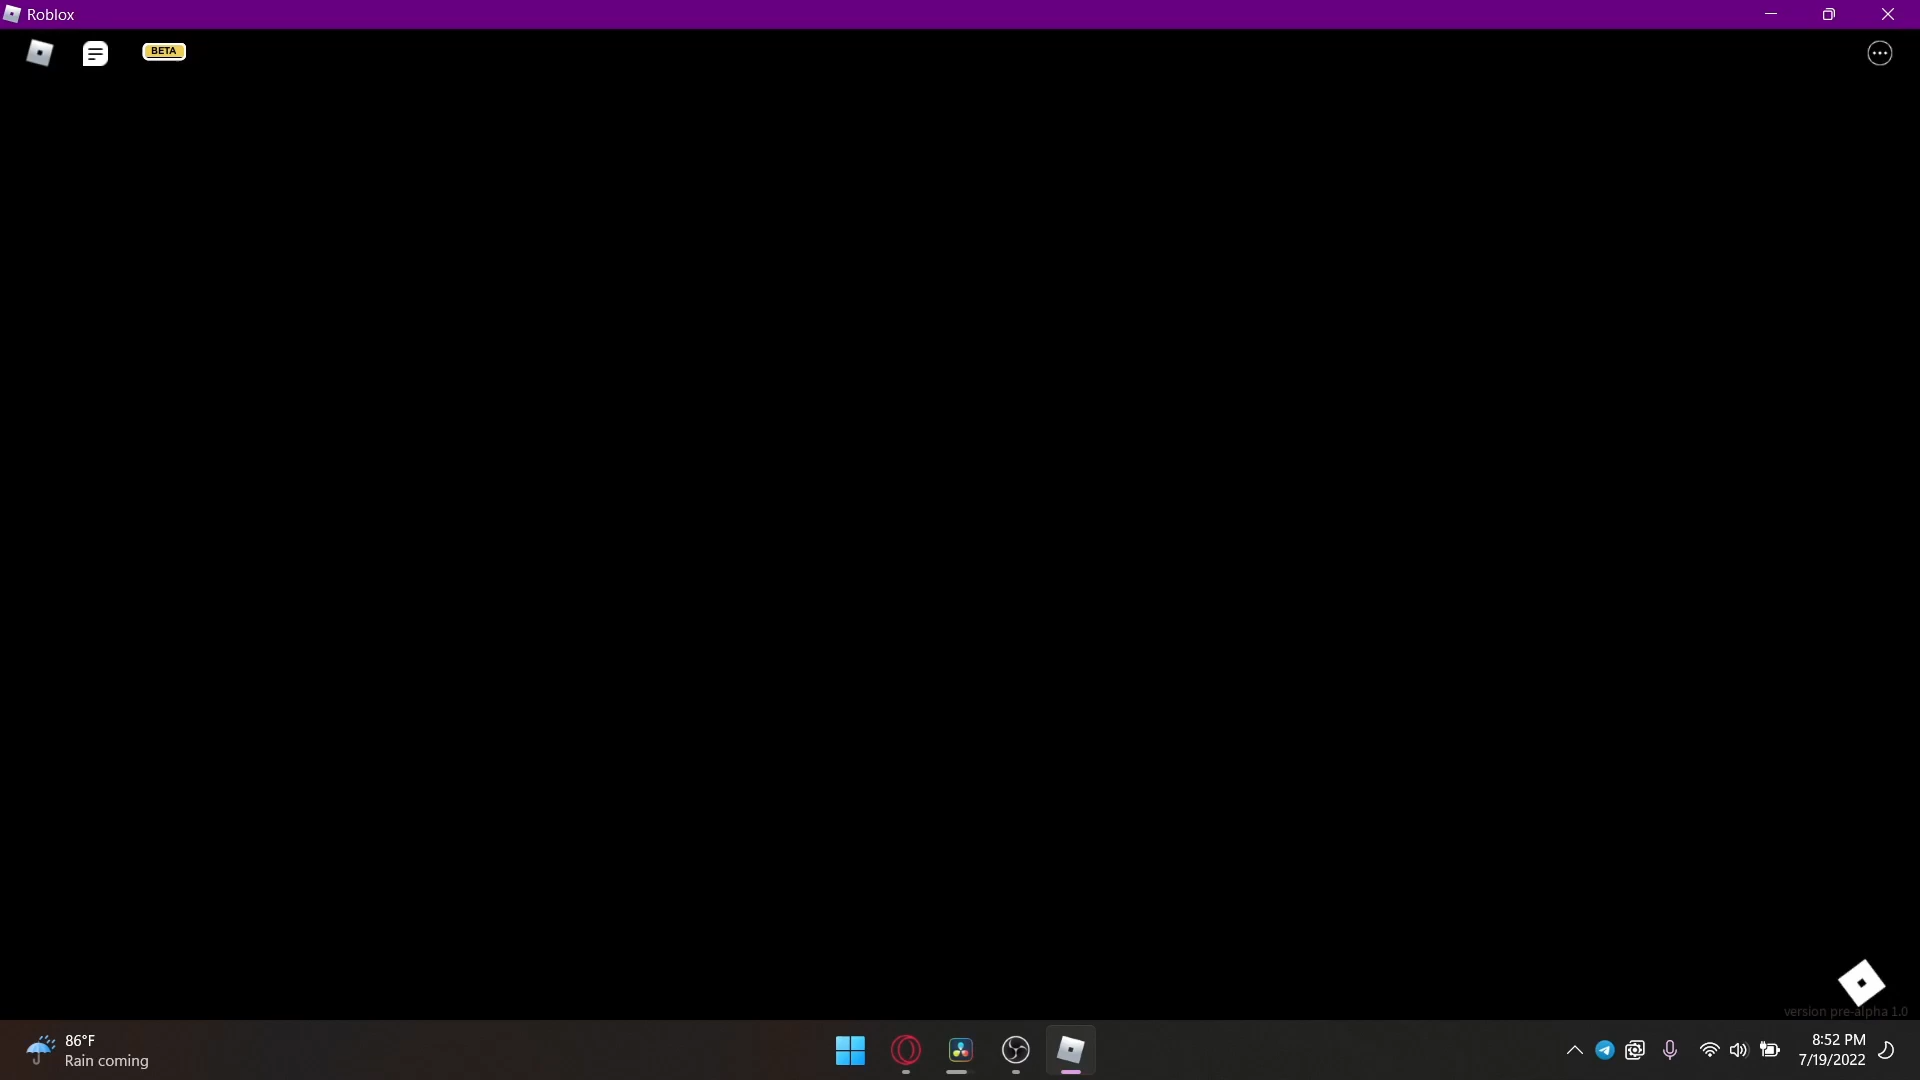 Roblox
BETA
version pre-alpha 1.0
86°F
Rain coming
8:52 PM
7/19/2022